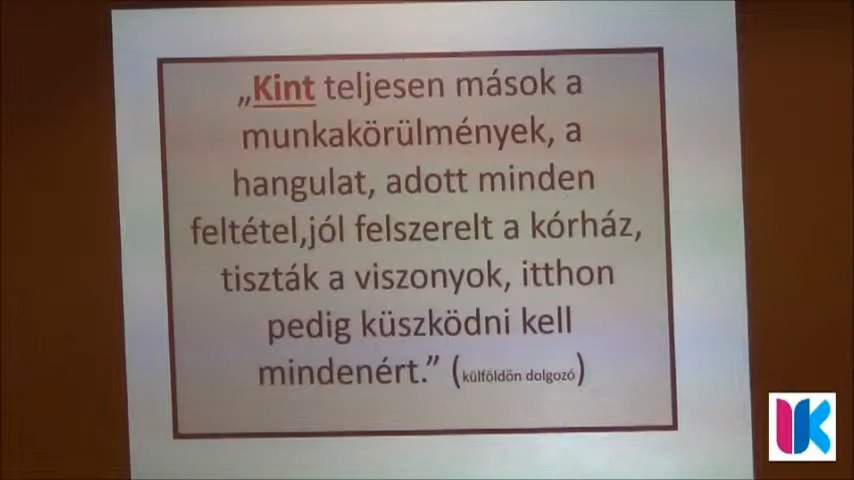 „Kint teljesen mások a
munkakörülmények, a
hangulat, adott minden
feltétel,jól felszerelt a kórház,
tiszták a viszonyok, itthon
pedig küszködni kell
mindenért.” (külföldön dolgozó)